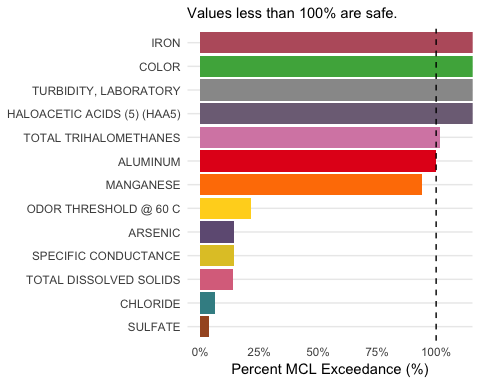 Values less than 100% are safe.
IRON
COLOR
TURBIDITY, LABORATORY
HALOACETIC ACIDS (5) (HAA5)
TOTAL TRIHALOMETHANES
ALUMINUM
MANGANESE
ODOR THRESHOLD @ 60 C
ARSENIC
SPECIFIC CONDUCTANCE
TOTAL DISSOLVED SOLIDS
CHLORIDE
SULFATE
0% 25% 50% 75% 100%
Percent MCL Exceedance (%)